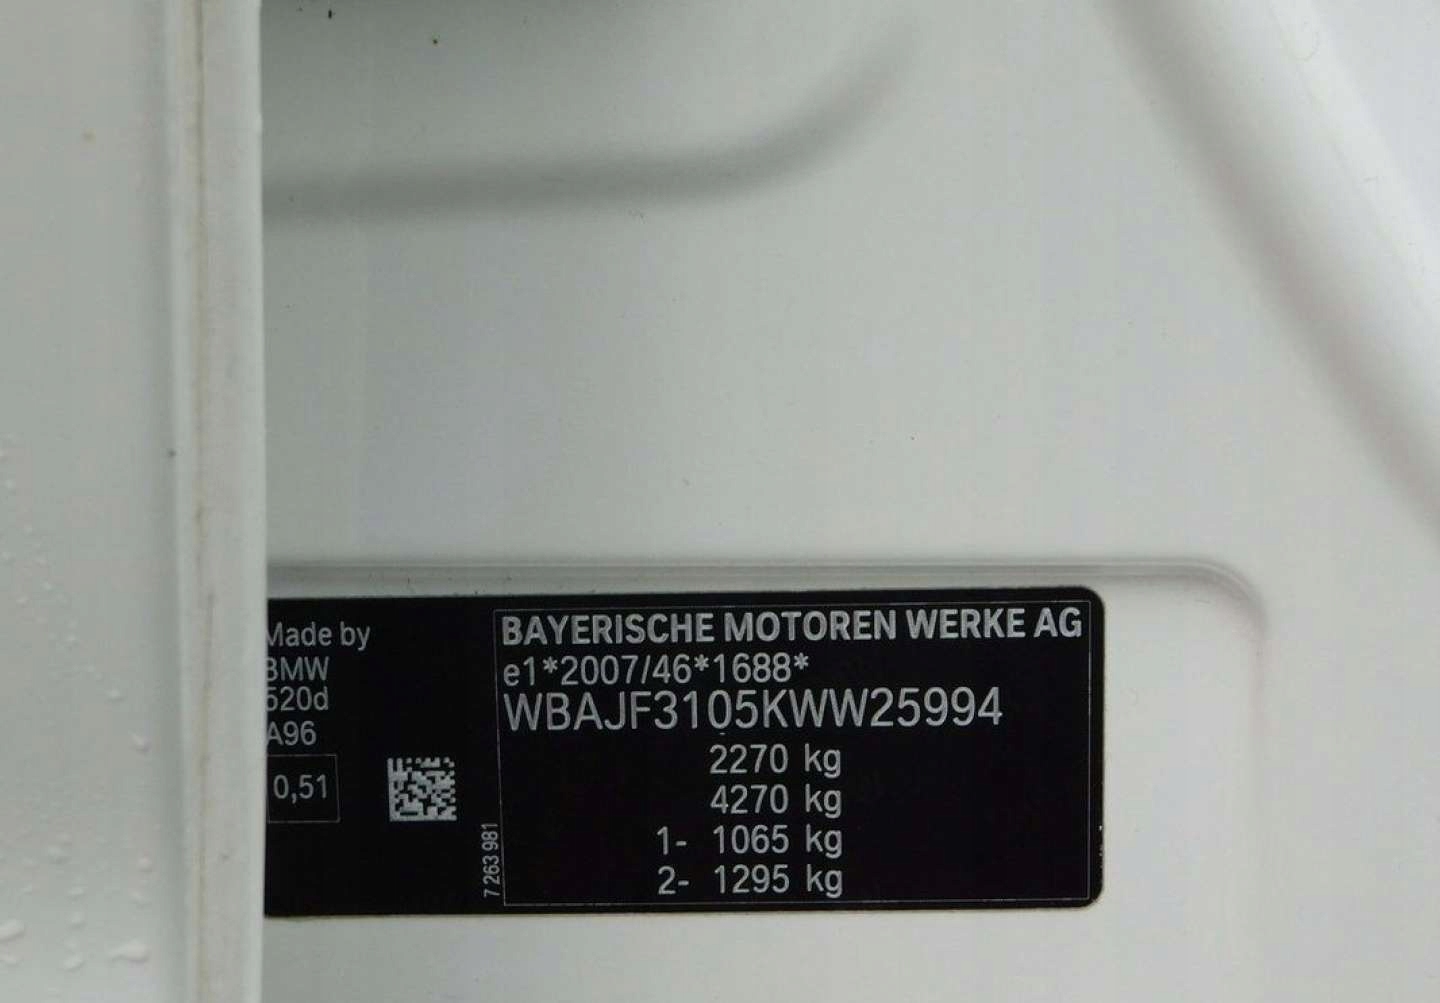 Made by
BMW
520d
A96
0,51
7 263 981
BAYERISCHE MOTOREN WERKE AG
e1*2007/46*1688*
WBAJF3105KWW25994
2270 kg
4270 kg
1- 1065 kg
2- 1295 kg